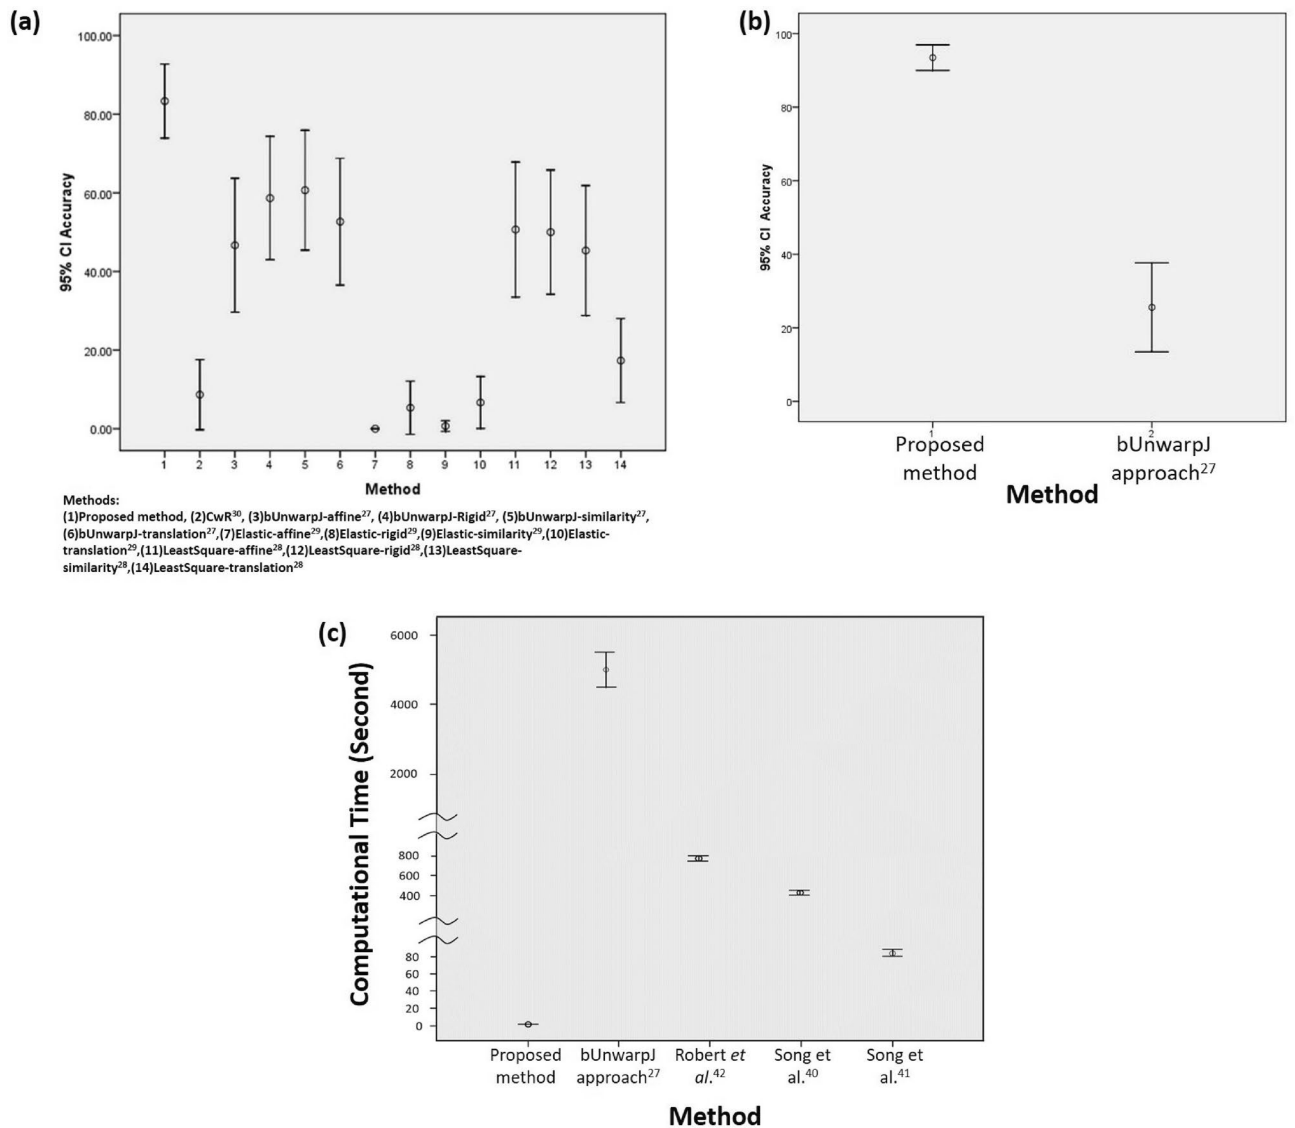 (a)
100.00
80.00
60.00
40.00
20.00
0.00
95% CI Accuracy
1 2 3 4 5 6 7 8 9 10 11 12 13 14
Method
Methods:
(1)Proposed method, (2)CwR³⁰, (3)bUnwarpJ-affine²⁷, (4)bUnwarpJ-Rigid²⁷, (5)bUnwarpJ-similarity²⁷,
(6)bUnwarpJ-translation²⁷,(7)Elastic-affine²⁹,(8)Elastic-rigid²⁹,(9)Elastic-similarity²⁹,(10)Elastic-
translation²⁹,(11)LeastSquare-affine²⁸,(12)LeastSquare-rigid²⁸,(13)LeastSquare-
similarity²⁸,(14)LeastSquare-translation²⁸
(b)
100
80
60
40
20
0
95% CI Accuracy
1 2
Proposed bUnwarpJ
method approach²⁷
Method
(c)
6000
4000
2000
800
600
400
80
60
40
20
0
Computational Time (Second)
Proposed bUnwarpJ Robert et Song et Song et
method approach²⁷ al.⁴² al.⁴⁰ al.⁴¹
Method